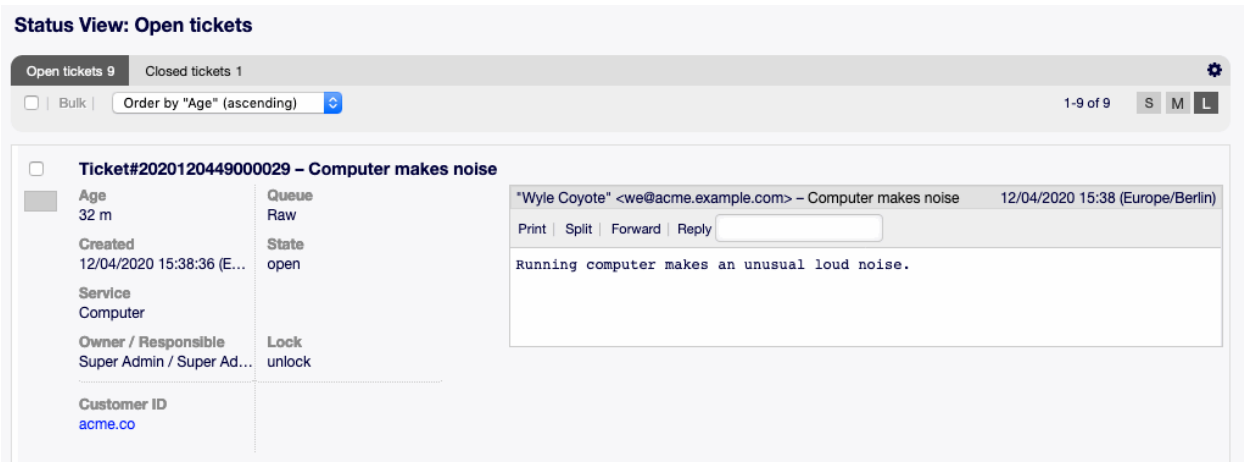 Status View: Open tickets
Open tickets 9 Closed tickets 1
| Bulk | Order by "Age" (ascending) 1-9 of 9 S M L
Ticket#2020120449000029 – Computer makes noise
Age Queue
32 m Raw
Created State
12/04/2020 15:38:36 (E... open
Service
Computer
Owner / Responsible Lock
Super Admin / Super Ad... unlock
Customer ID
acme.co
"Wyle Coyote" <we@acme.example.com> – Computer makes noise 12/04/2020 15:38 (Europe/Berlin)
Print | Split | Forward | Reply
Running computer makes an unusual loud noise.